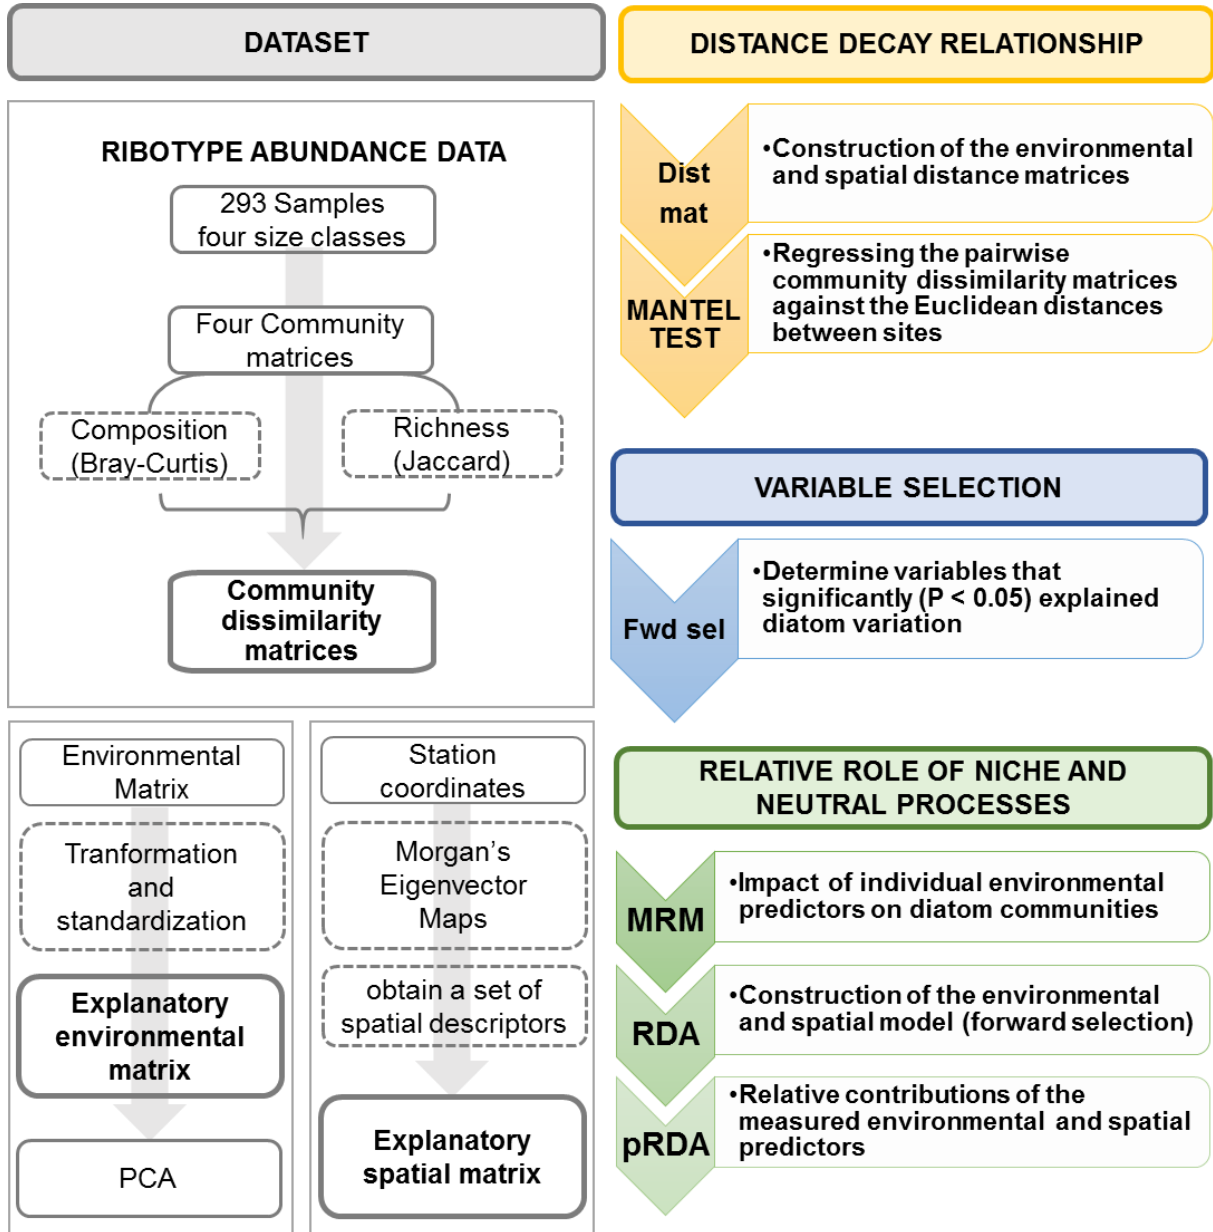 DATASET
RIBOTYPE ABUNDANCE DATA
293 Samples
four size classes
Four Community
matrices
Composition
(Bray-Curtis)
Richness
(Jaccard)
Community
dissimilarity
matrices
Environmental
Matrix
Tranformation
and
standardization
Explanatory
environmental
matrix
PCA
Station
coordinates
Morgan's
Eigenvector
Maps
obtain a set of
spatial descriptors
Explanatory
spatial matrix
DISTANCE DECAY RELATIONSHIP
Dist
mat
•Construction of the environmental
and spatial distance matrices
MANTEL
TEST
•Regressing the pairwise
community dissimilarity matrices
against the Euclidean distances
between sites
VARIABLE SELECTION
Fwd sel
•Determine variables that
significantly (P < 0.05) explained
diatom variation
RELATIVE ROLE OF NICHE AND
NEUTRAL PROCESSES
MRM
•Impact of individual environmental
predictors on diatom communities
RDA
•Construction of the environmental
and spatial model (forward selection)
pRDA
•Relative contributions of the
measured environmental and spatial
predictors